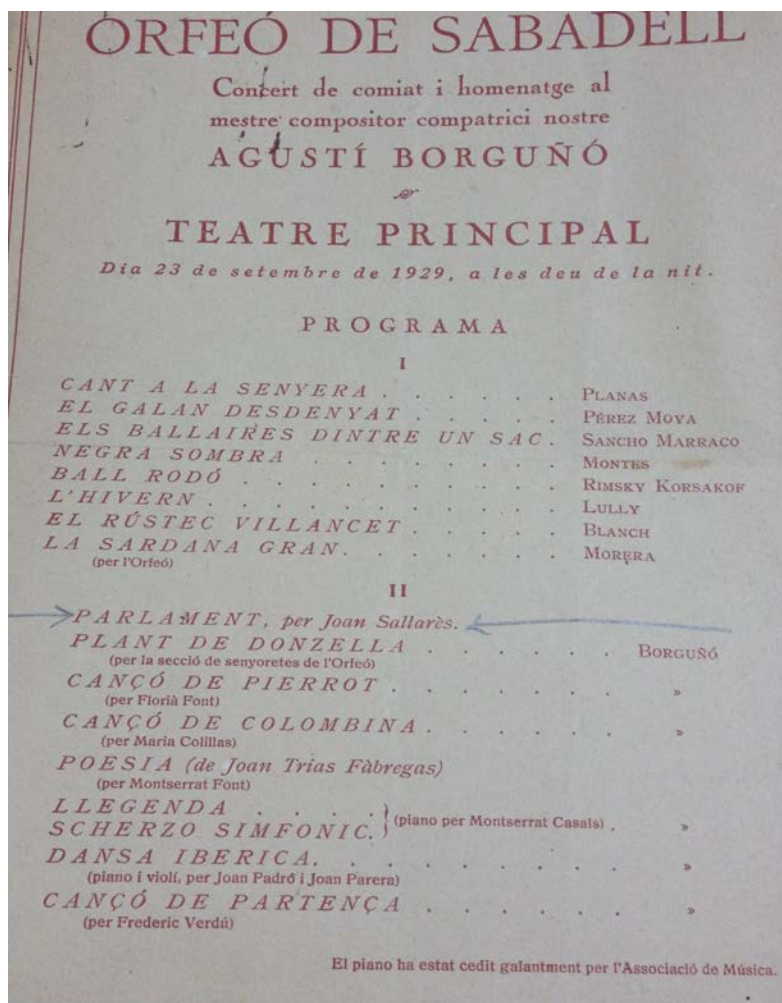 ORFEÓ DE SABADELL
Concert de comiat i homenatge al
mestre compositor compatrici nostre
AGUSTÍ BORGUÑÓ
TEATRE PRINCIPAL
Dia 23 de setembre de 1929, a les deu de la nit.
PROGRAMA
I
CANT A LA SENYERA . . . . . . PLANAS
EL GALAN DESDENYAT . . . . . PÉREZ MOYA
ELS BALLAIRES DINTRE UN SAC . SANCHO MARRACO
NEGRA SOMBRA . . . . . . . . MONTES
BALL RODÓ . . . . . . . . . . RIMSKY KORSAKOF
L'HIVERN . . . . . . . . . . . LULLY
EL RÚSTEC VILLANCET . . . . . BLANCH
LA SARDANA GRAN. . . . . . . MORERA
(per l'Orfeó)
II
PARLAMENT, per Joan Sallarès.
PLANT DE DONZELLA . . . . . . BORGUÑÓ
(per la secció de senyoretes de l'Orfeó)
CANÇÓ DE PIERROT . . . . . . . »
(per Florià Font)
CANÇÓ DE COLOMBINA . . . . . . »
(per Maria Colillas)
POESIA (de Joan Trias Fàbregas)
(per Montserrat Font)
LLEGENDA . . . . .
SCHERZO SIMFONIC. } (piano per Montserrat Casals) . »
DANSA IBERICA. . . . . . . . . »
(piano i violí, per Joan Padró i Joan Parera)
CANÇÓ DE PARTENÇA . . . . . . »
(per Frederic Verdú)
El piano ha estat cedit galantment per l'Associació de Música.